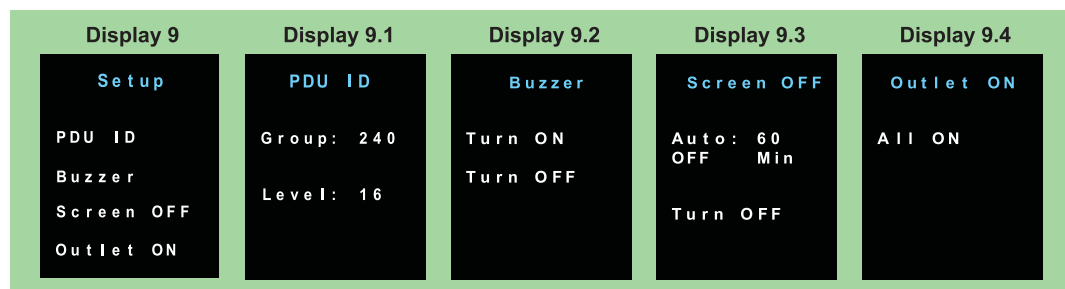 Display 9
Setup
PDU ID
Buzzer
Screen OFF
Outlet ON
Display 9.1
PDU ID
Group: 240
Level: 16
Display 9.2
Buzzer
Turn ON
Turn OFF
Display 9.3
Screen OFF
Auto: 60
OFF Min
Turn OFF
Display 9.4
Outlet ON
All ON